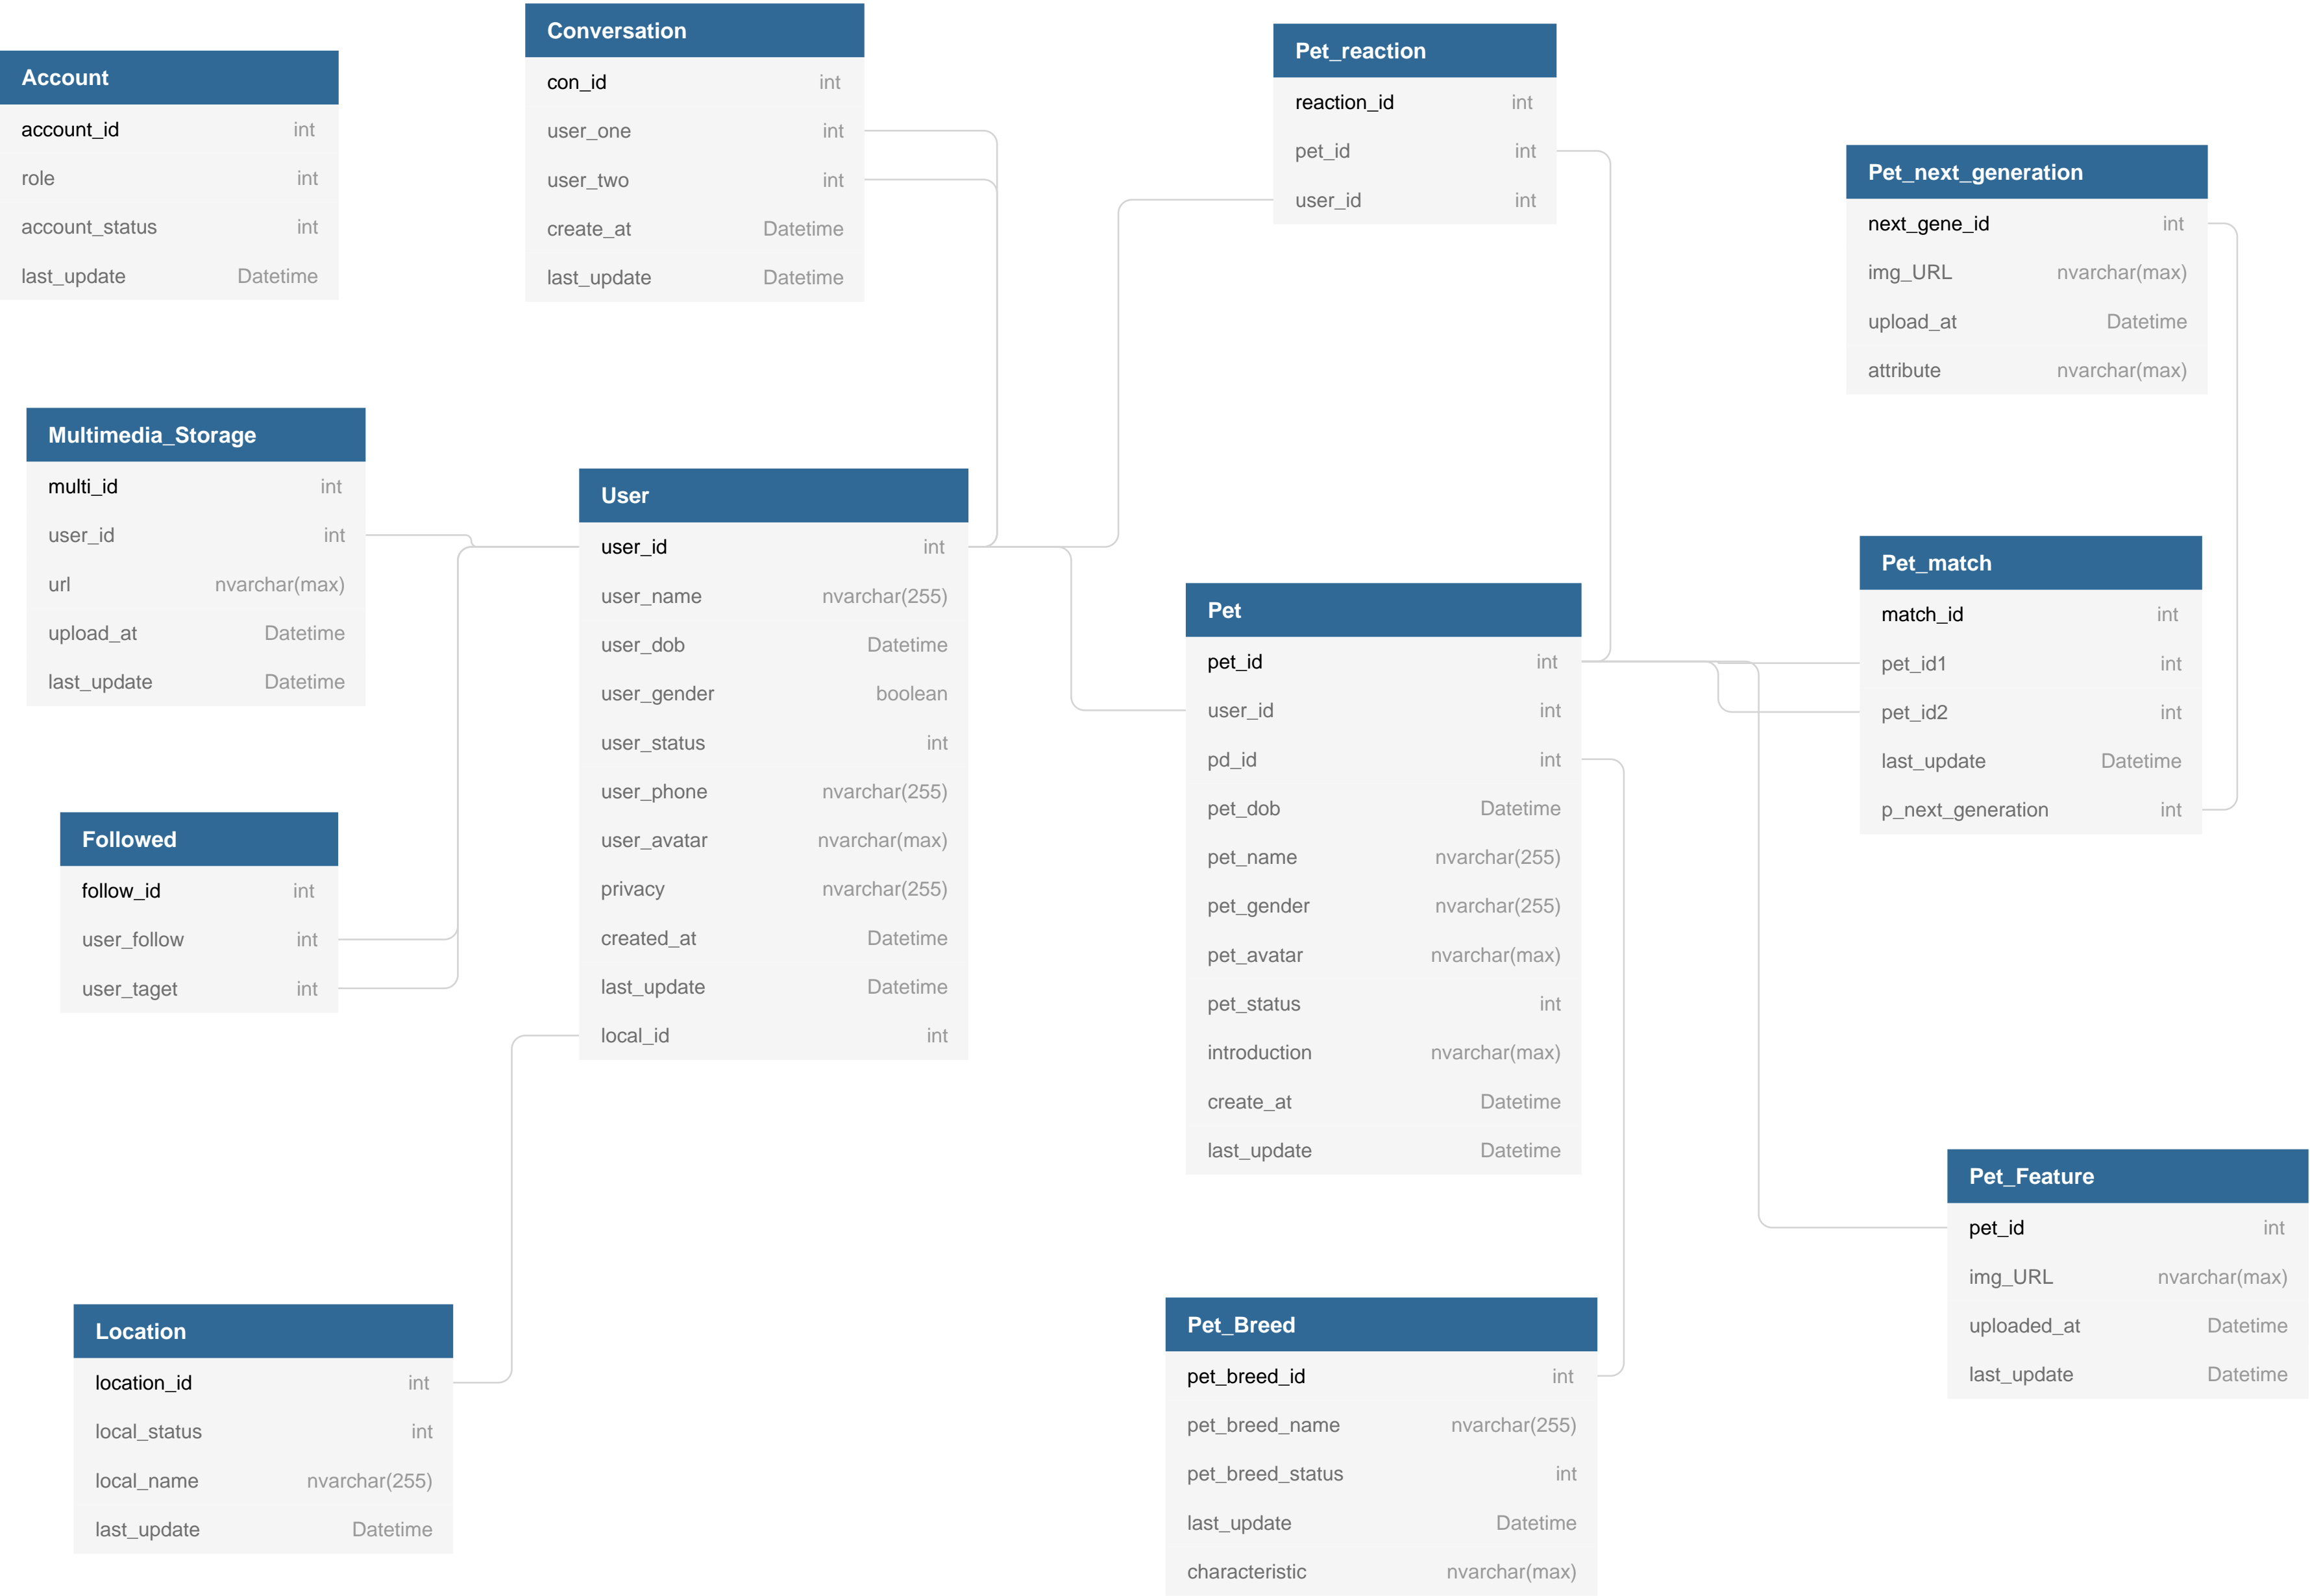 Account
account_id int
role int
account_status int
last_update Datetime
Conversation
con_id int
user_one int
user_two int
create_at Datetime
last_update Datetime
Pet_reaction
reaction_id int
pet_id int
user_id int
Pet_next_generation
next_gene_id int
img_URL nvarchar(max)
upload_at Datetime
attribute nvarchar(max)
Multimedia_Storage
multi_id int
user_id int
url nvarchar(max)
upload_at Datetime
last_update Datetime
User
user_id int
user_name nvarchar(255)
user_dob Datetime
user_gender boolean
user_status int
user_phone nvarchar(255)
user_avatar nvarchar(max)
privacy nvarchar(255)
created_at Datetime
last_update Datetime
local_id int
Pet
pet_id int
user_id int
pd_id int
pet_dob Datetime
pet_name nvarchar(255)
pet_gender nvarchar(255)
pet_avatar nvarchar(max)
pet_status int
introduction nvarchar(max)
create_at Datetime
last_update Datetime
Pet_match
match_id int
pet_id1 int
pet_id2 int
last_update Datetime
p_next_generation int
Followed
follow_id int
user_follow int
user_taget int
Pet_Feature
pet_id int
img_URL nvarchar(max)
uploaded_at Datetime
last_update Datetime
Location
location_id int
local_status int
local_name nvarchar(255)
last_update Datetime
Pet_Breed
pet_breed_id int
pet_breed_name nvarchar(255)
pet_breed_status int
last_update Datetime
characteristic nvarchar(max)